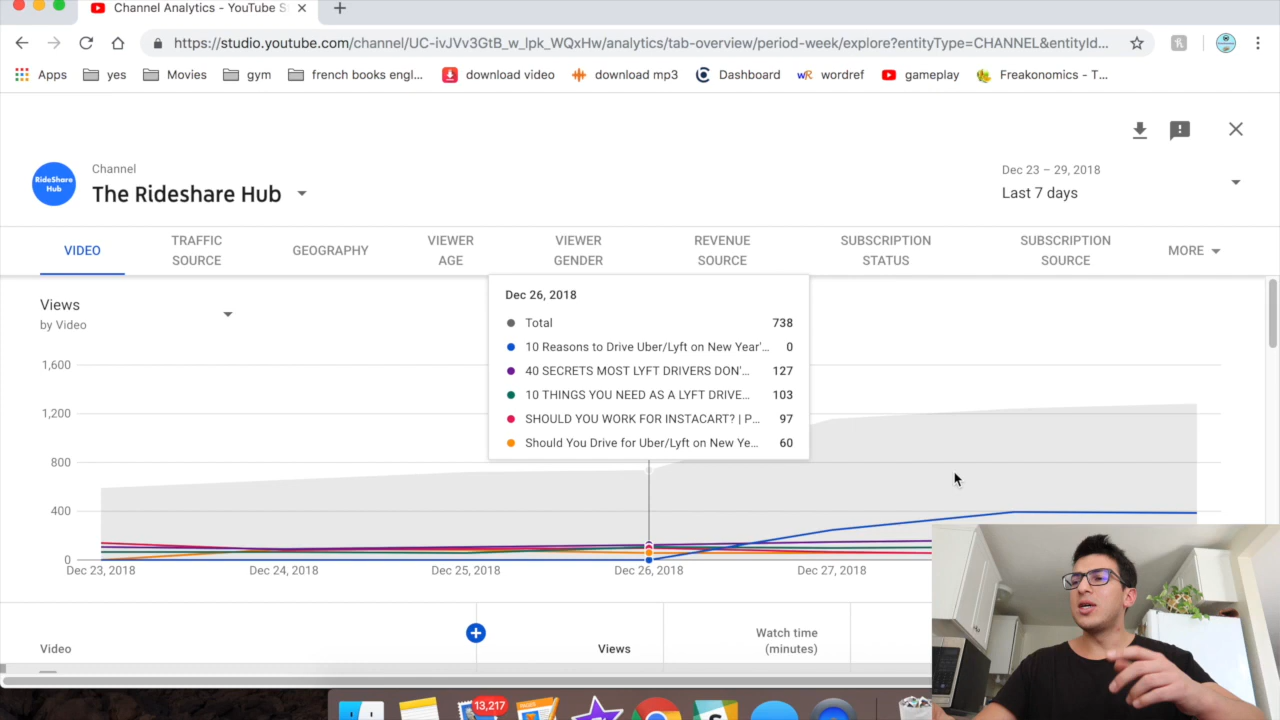 Channel Analytics - YouTube S
https://studio.youtube.com/channel/UC-ivJVv3GtB_w_lpk_WQxHw/analytics/tab-overview/period-week/explore?entityType=CHANNEL&entityId...
Apps yes Movies gym french books engl... download video download mp3 Dashboard wordref gameplay Freakonomics - T...
Channel
The Rideshare Hub
RideShare
Hub
Dec 23 – 29, 2018
Last 7 days
VIDEO
TRAFFIC
SOURCE
GEOGRAPHY
VIEWER
AGE
VIEWER
GENDER
REVENUE
SOURCE
SUBSCRIPTION
STATUS
SUBSCRIPTION
SOURCE
MORE
Views
by Video
Dec 26, 2018
Total 738
10 Reasons to Drive Uber/Lyft on New Year'... 0
40 SECRETS MOST LYFT DRIVERS DON'... 127
10 THINGS YOU NEED AS A LYFT DRIVE... 103
SHOULD YOU WORK FOR INSTACART? | P... 97
Should You Drive for Uber/Lyft on New Ye... 60
1,600
1,200
800
400
0
Dec 23, 2018 Dec 24, 2018 Dec 25, 2018 Dec 26, 2018 Dec 27, 2018
Video
Views
Watch time
(minutes)
13,217
PAGES